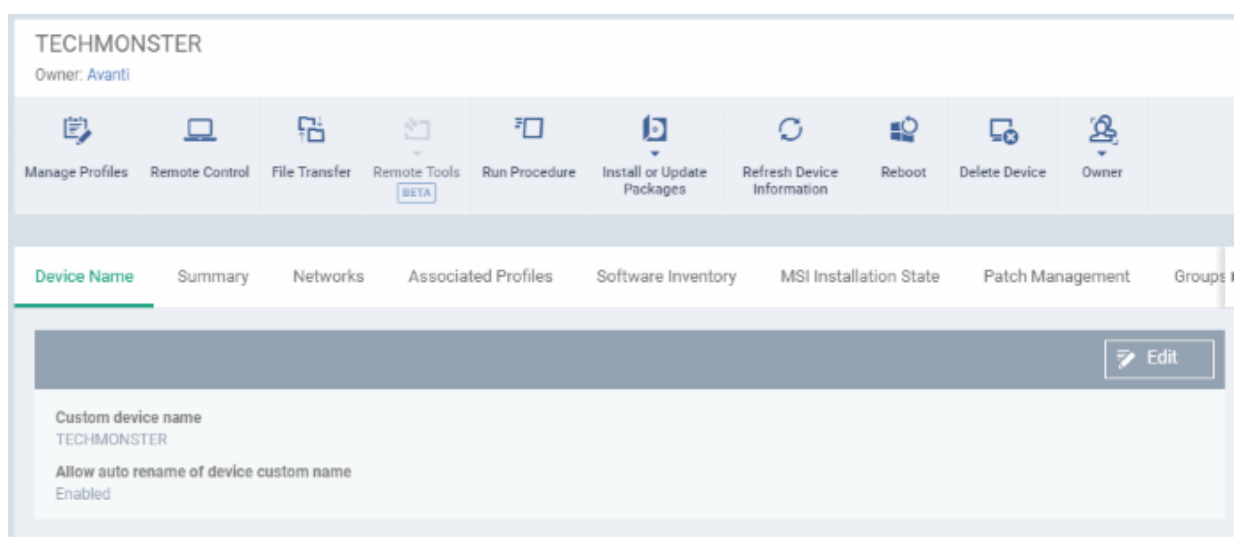 TECHMONSTER
Owner: Avanti
Manage Profiles
Remote Control
File Transfer
Remote Tools
BETA
Run Procedure
Install or Update
Packages
Refresh Device
Information
Reboot
Delete Device
Owner
Device Name Summary Networks Associated Profiles Software Inventory MSI Installation State Patch Management Groups
Edit
Custom device name
TECHMONSTER
Allow auto rename of device custom name
Enabled